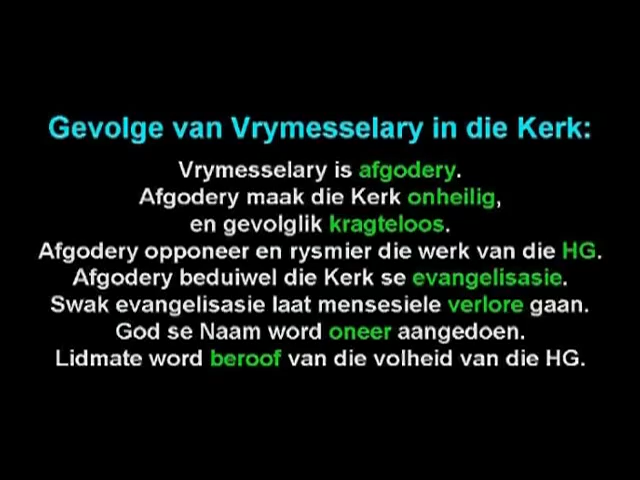 Gevolge van Vrymesselary in die Kerk:
Vrymesselary is afgodery.
Afgodery maak die Kerk onheilig,
en gevolglik kragteloos.
Afgodery opponeer en rysmier die werk van die HG.
Afgodery beduiwel die Kerk se evangelisasie.
Swak evangelisasie laat mensesiele verlore gaan.
God se Naam word oneer aangedoen.
Lidmate word beroof van die volheid van die HG.